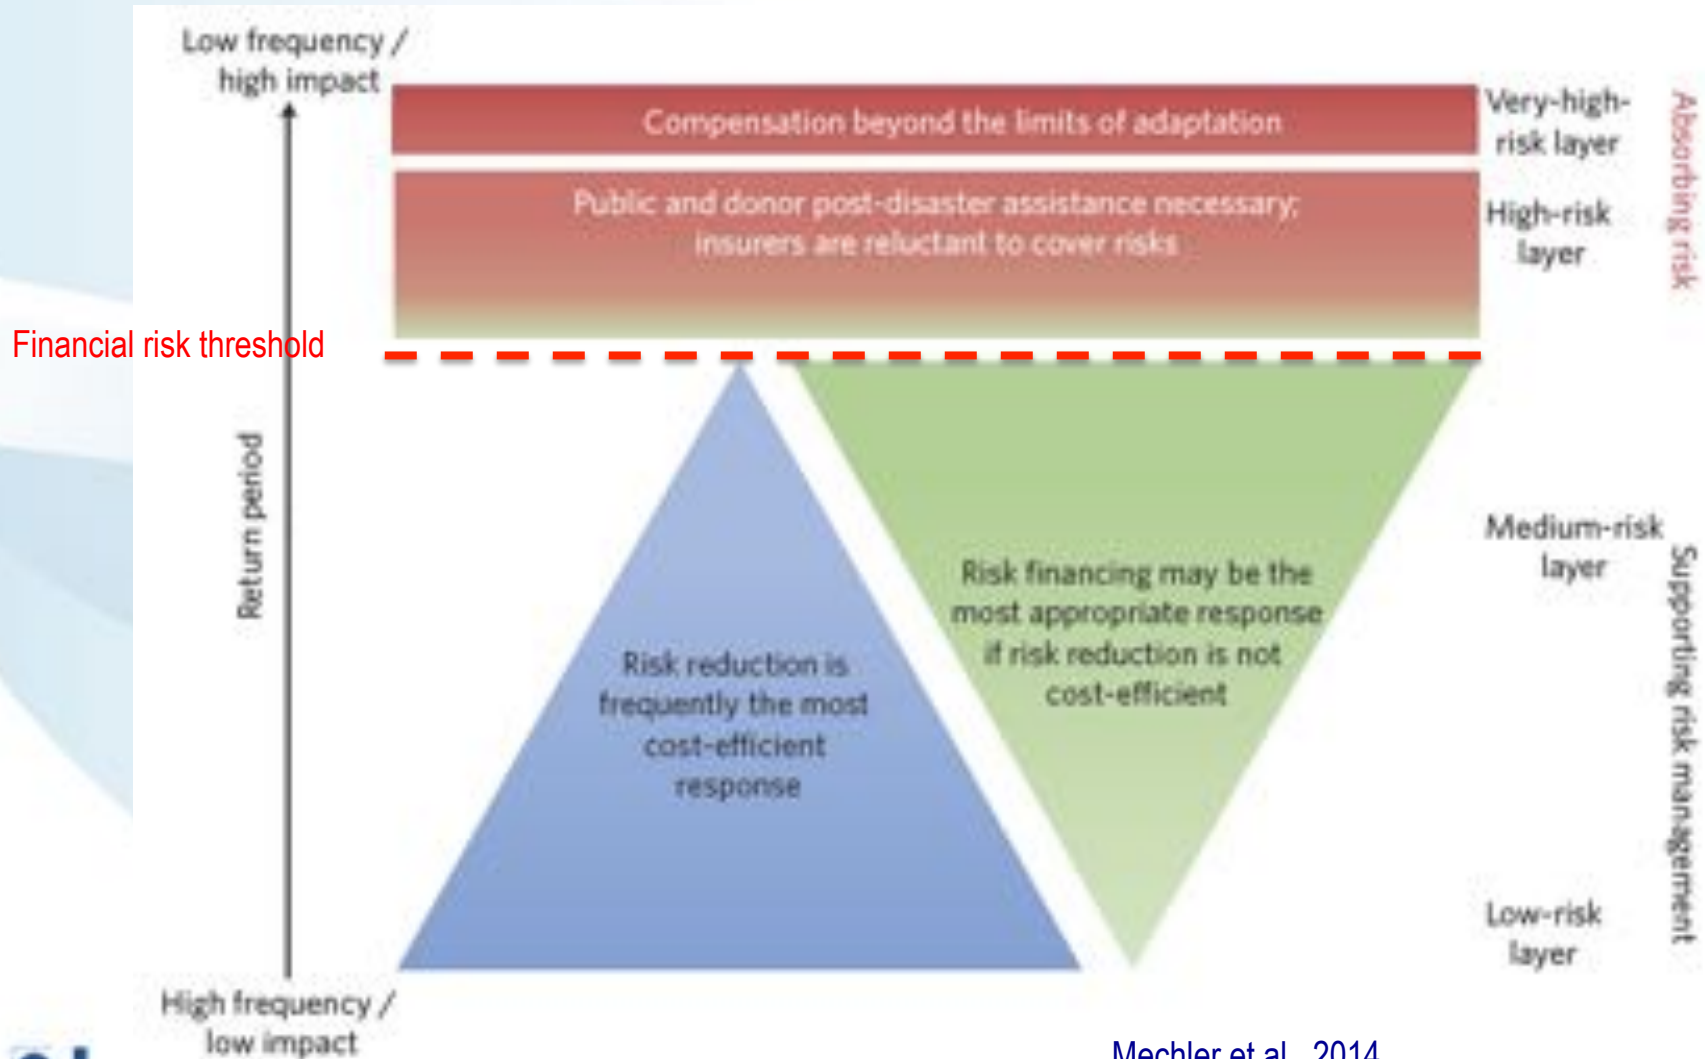 Low frequency /
high impact
Compensation beyond the limits of adaptation
Very-high-
risk layer
Absorbing risk
Public and donor post-disaster assistance necessary;
insurers are reluctant to cover risks
High-risk
layer
Financial risk threshold
Return period
Medium-risk
layer
Supporting risk management
Risk financing may be the
most appropriate response
if risk reduction is not
cost-efficient
Risk reduction is
frequently the most
cost-efficient
response
Low-risk
layer
High frequency /
low impact
Mechler et al., 2014